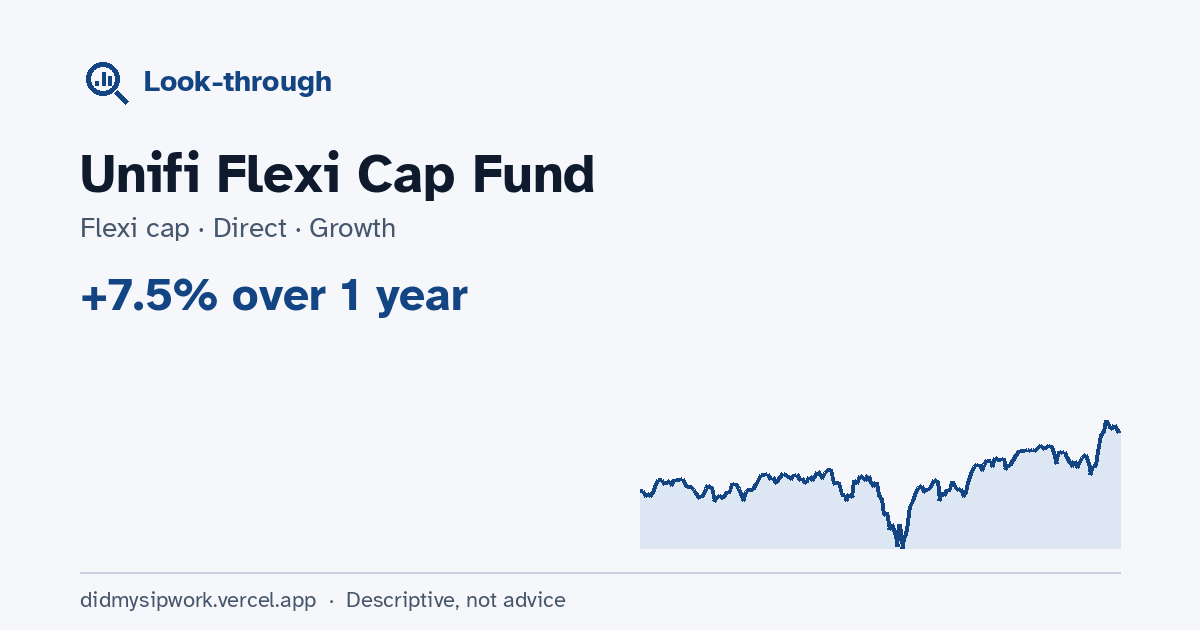 Look-through
Unifi Flexi Cap Fund
Flexi cap · Direct · Growth
+7.5% over 1 year
didmysipwork.vercel.app · Descriptive, not advice